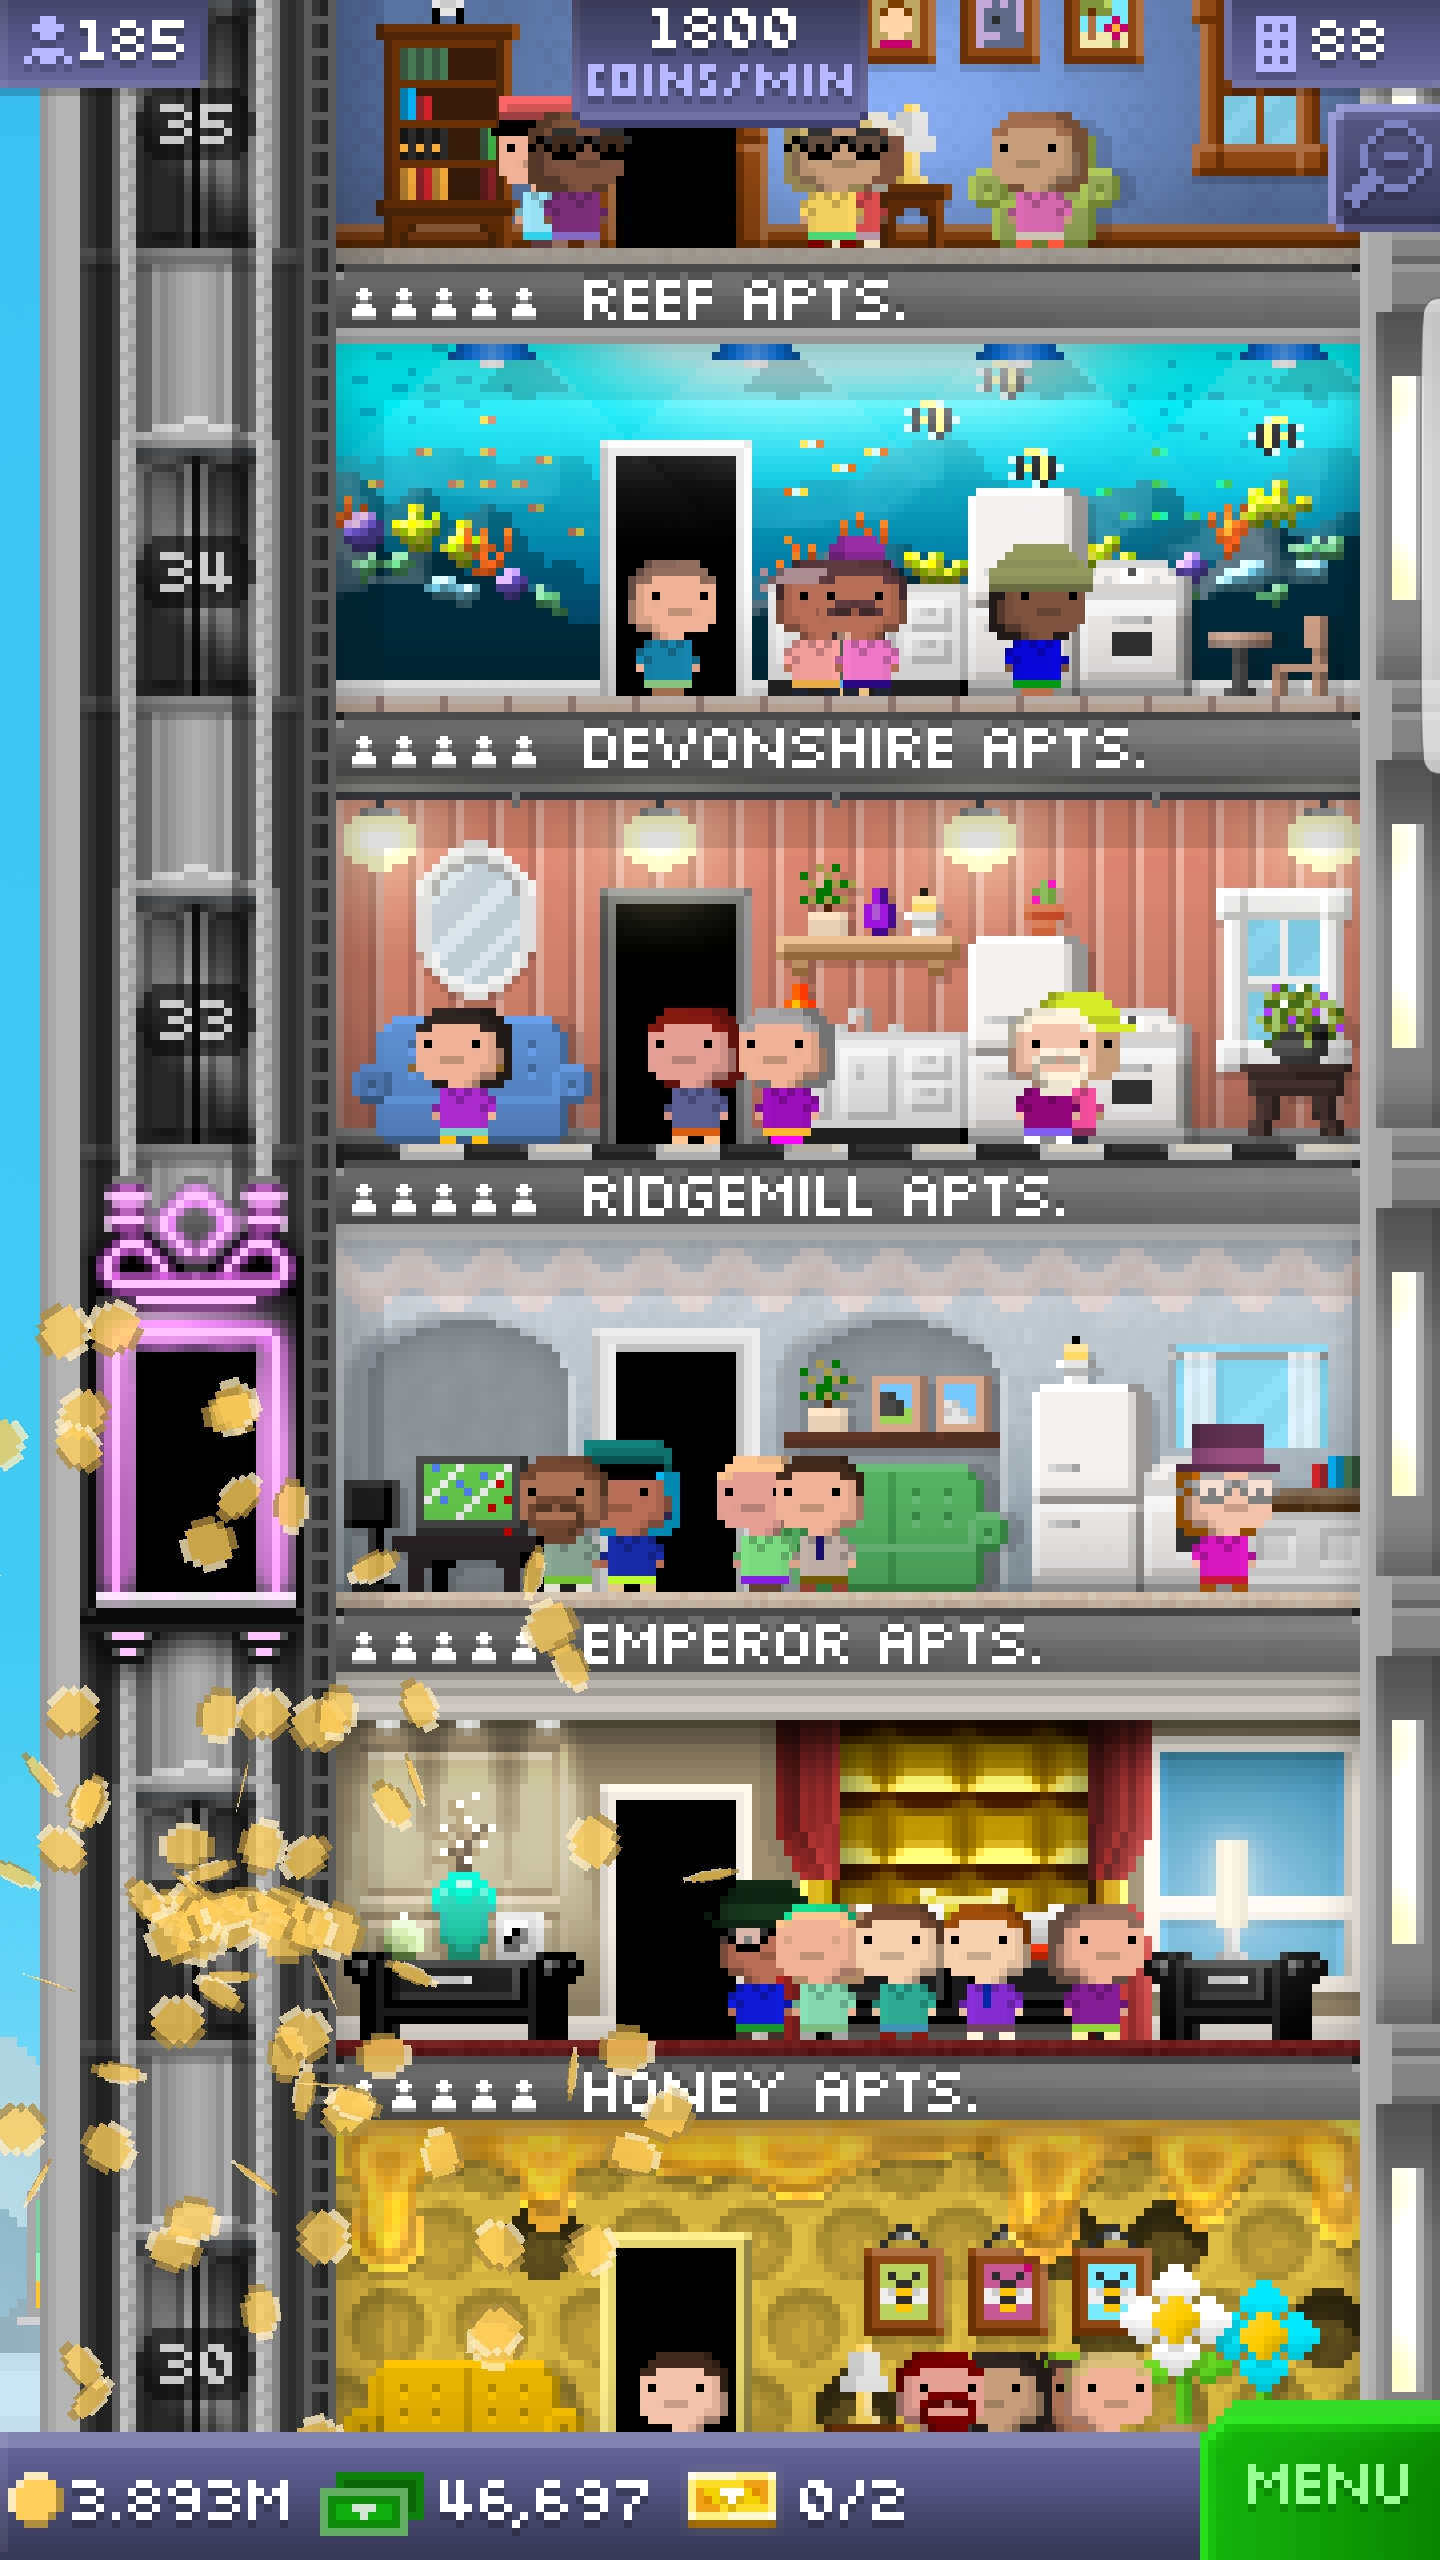 185
1800
COINS/MIN
88
35
REEF APTS.
34
DEVONSHIRE APTS.
33
RIDGEMILL APTS.
EMPEROR APTS.
HONEY APTS.
30
3.893M
46,697
0/2
MENU